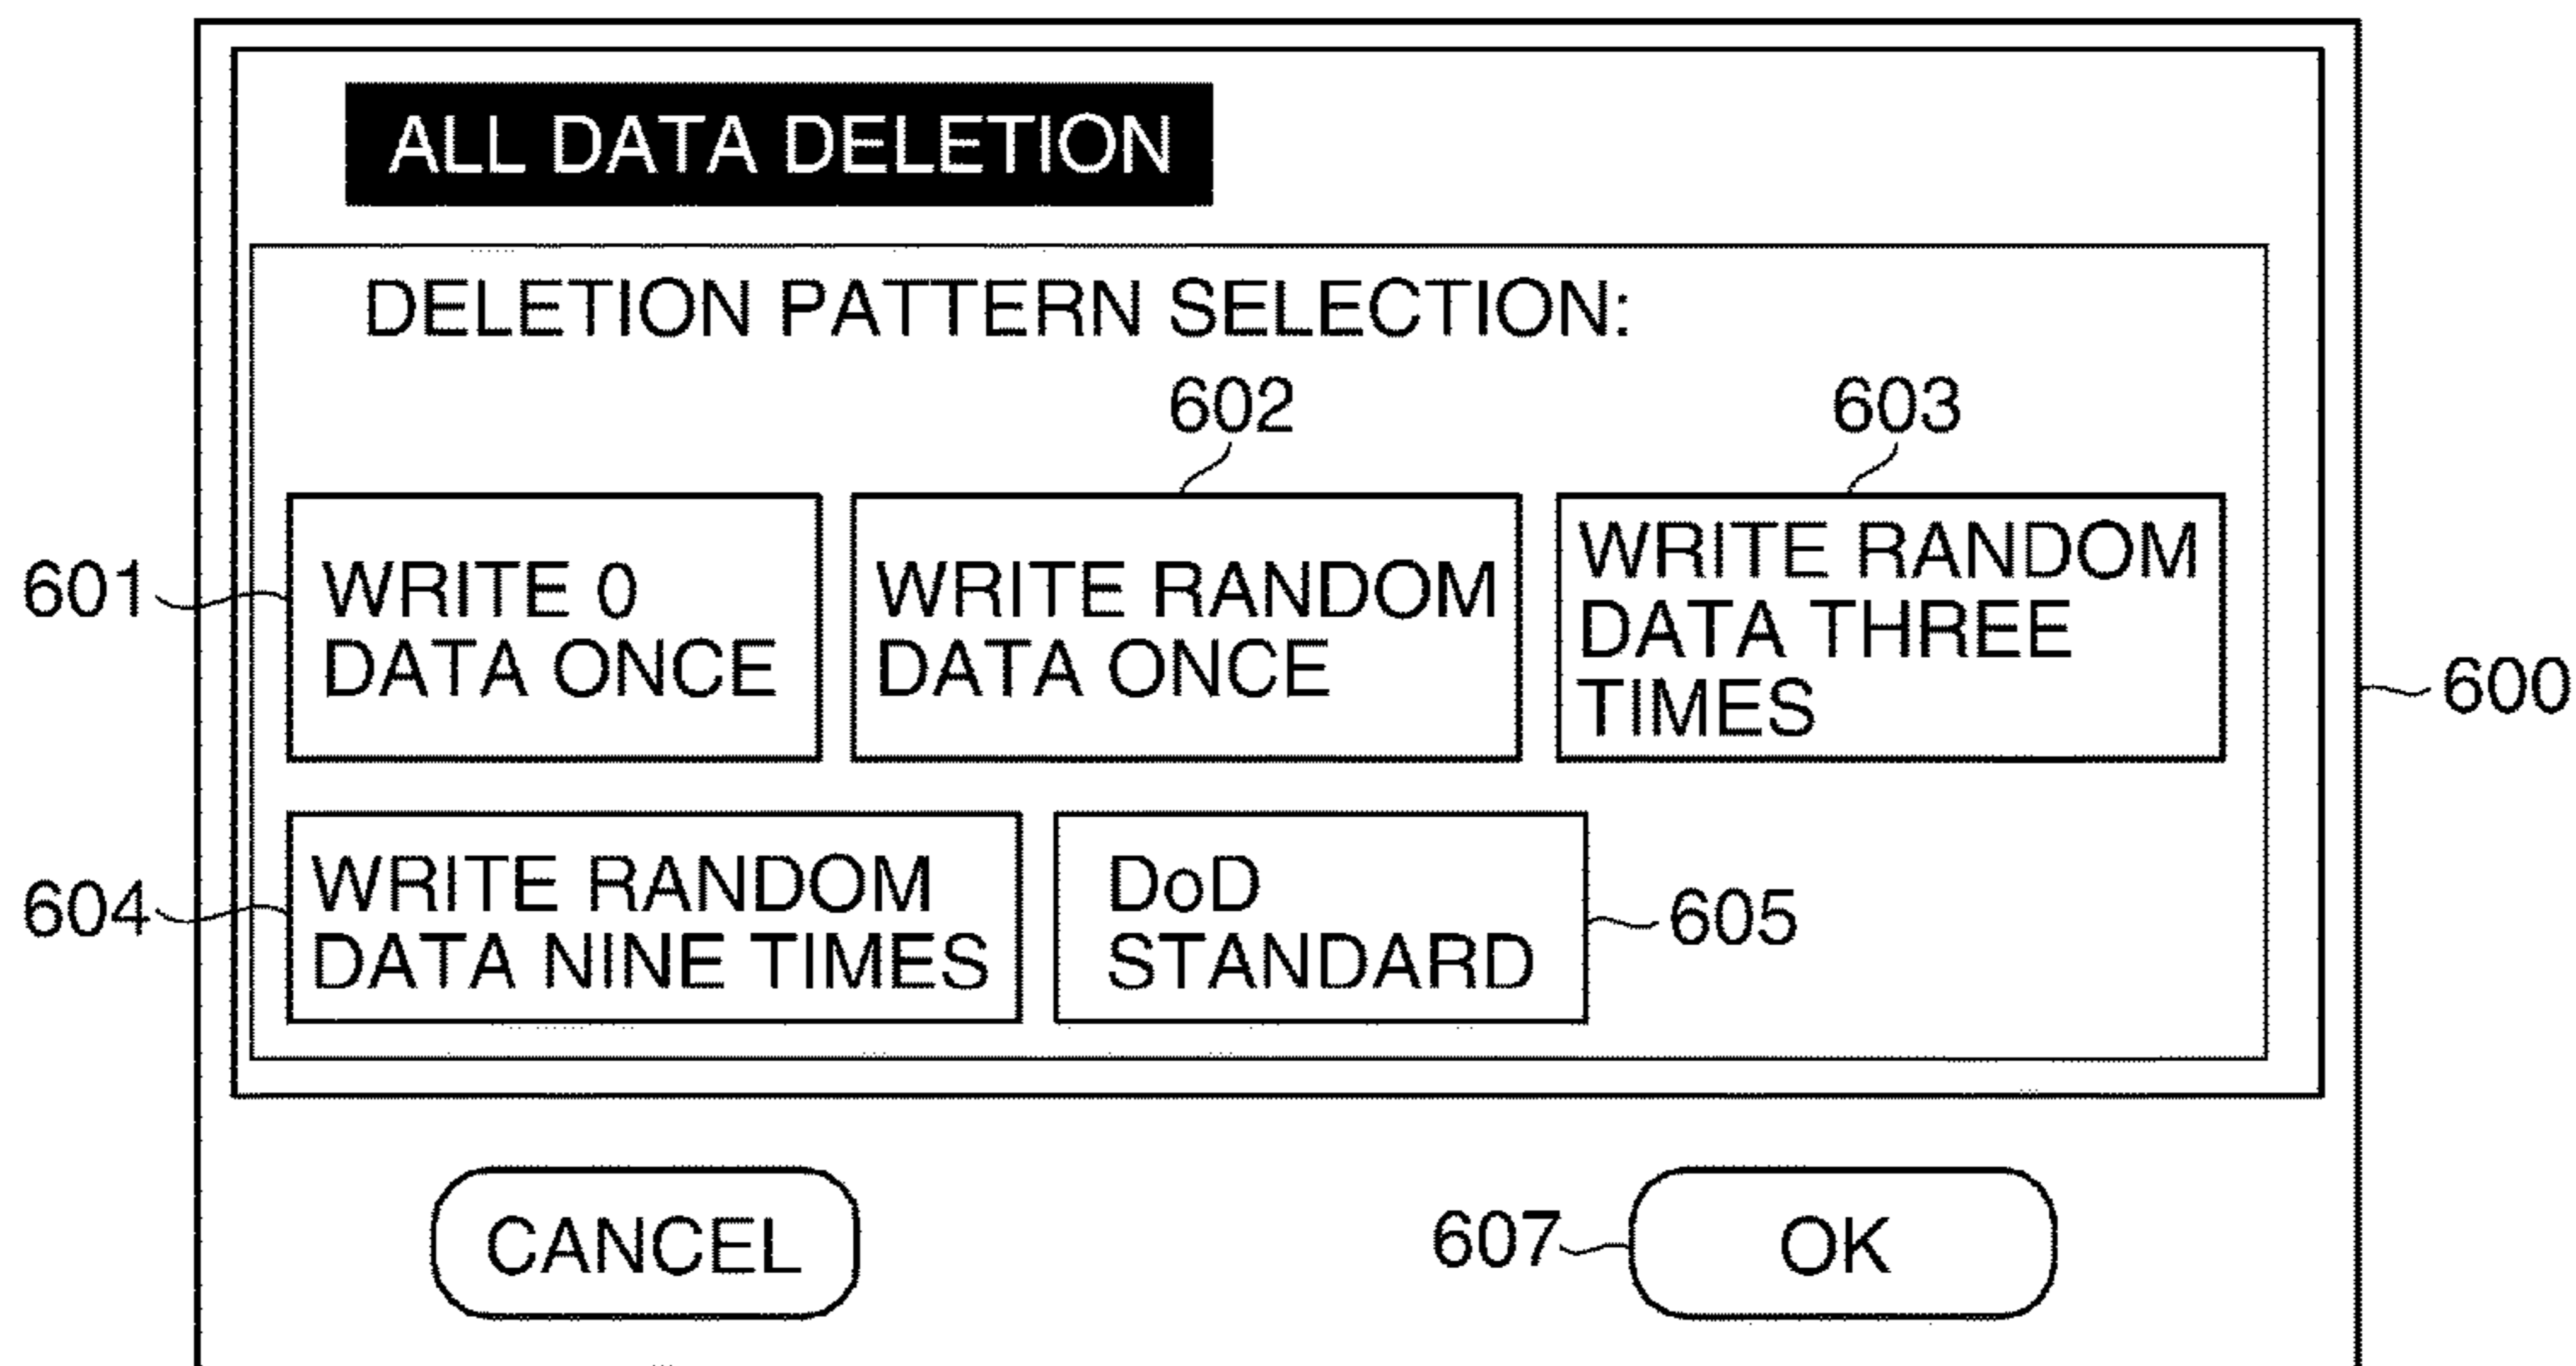 ALL DATA DELETION
DELETION PATTERN SELECTION:
602
603
601
WRITE 0
DATA ONCE
WRITE RANDOM
DATA ONCE
WRITE RANDOM
DATA THREE
TIMES
600
604
WRITE RANDOM
DATA NINE TIMES
DoD
STANDARD
605
CANCEL
607
OK